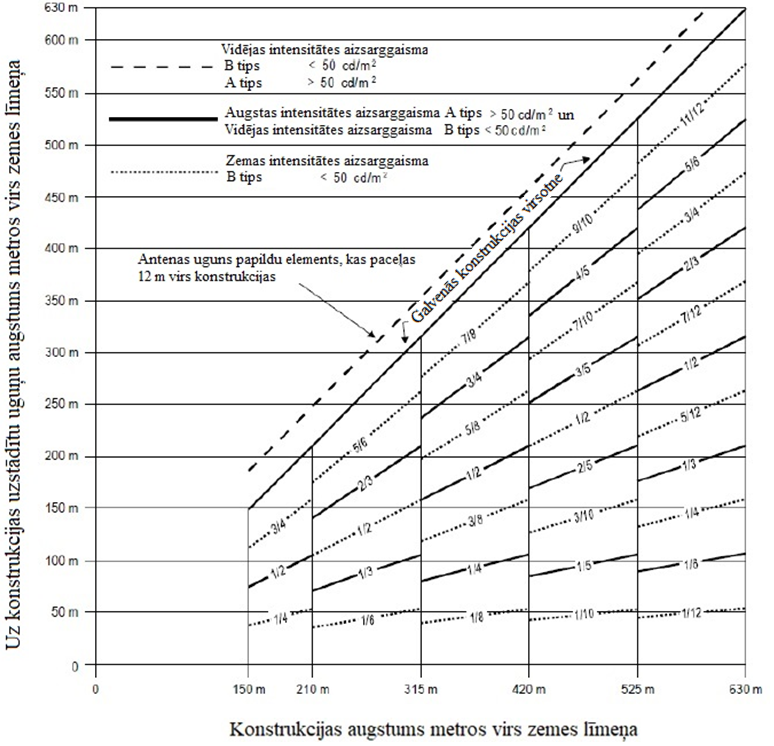 630 m
600 m
550 m
500 m
450 m
400 m
350 m
300 m
250 m
200 m
150 m
100 m
50 m
0
Uz konstrukcijas uzstādītu uguņu augstums metros virs zemes līmeņa
Vidējas intensitātes aizsarggaisma
B tips < 50 cd/m²
A tips > 50 cd/m²
Augstas intensitātes aizsarggaisma A tips > 50 cd/m² un
Vidējas intensitātes aizsarggaisma B tips < 50 cd/m²
Zemas intensitātes aizsarggaisma
B tips < 50 cd/m²
Antenas uguns papildu elements, kas paceļas
12 m virs konstrukcijas
Galvenās konstrukcijas virsotne
3/4
1/2
1/4
5/6
2/3
1/2
1/3
1/6
7/8
3/4
5/8
1/2
3/8
1/4
1/8
9/10
4/5
7/10
3/5
1/2
2/5
3/10
1/5
1/10
11/12
5/6
3/4
2/3
7/12
1/2
5/12
1/3
1/4
1/6
1/12
0
150 m
210 m
315 m
420 m
525 m
630 m
Konstrukcijas augstums metros virs zemes līmeņa